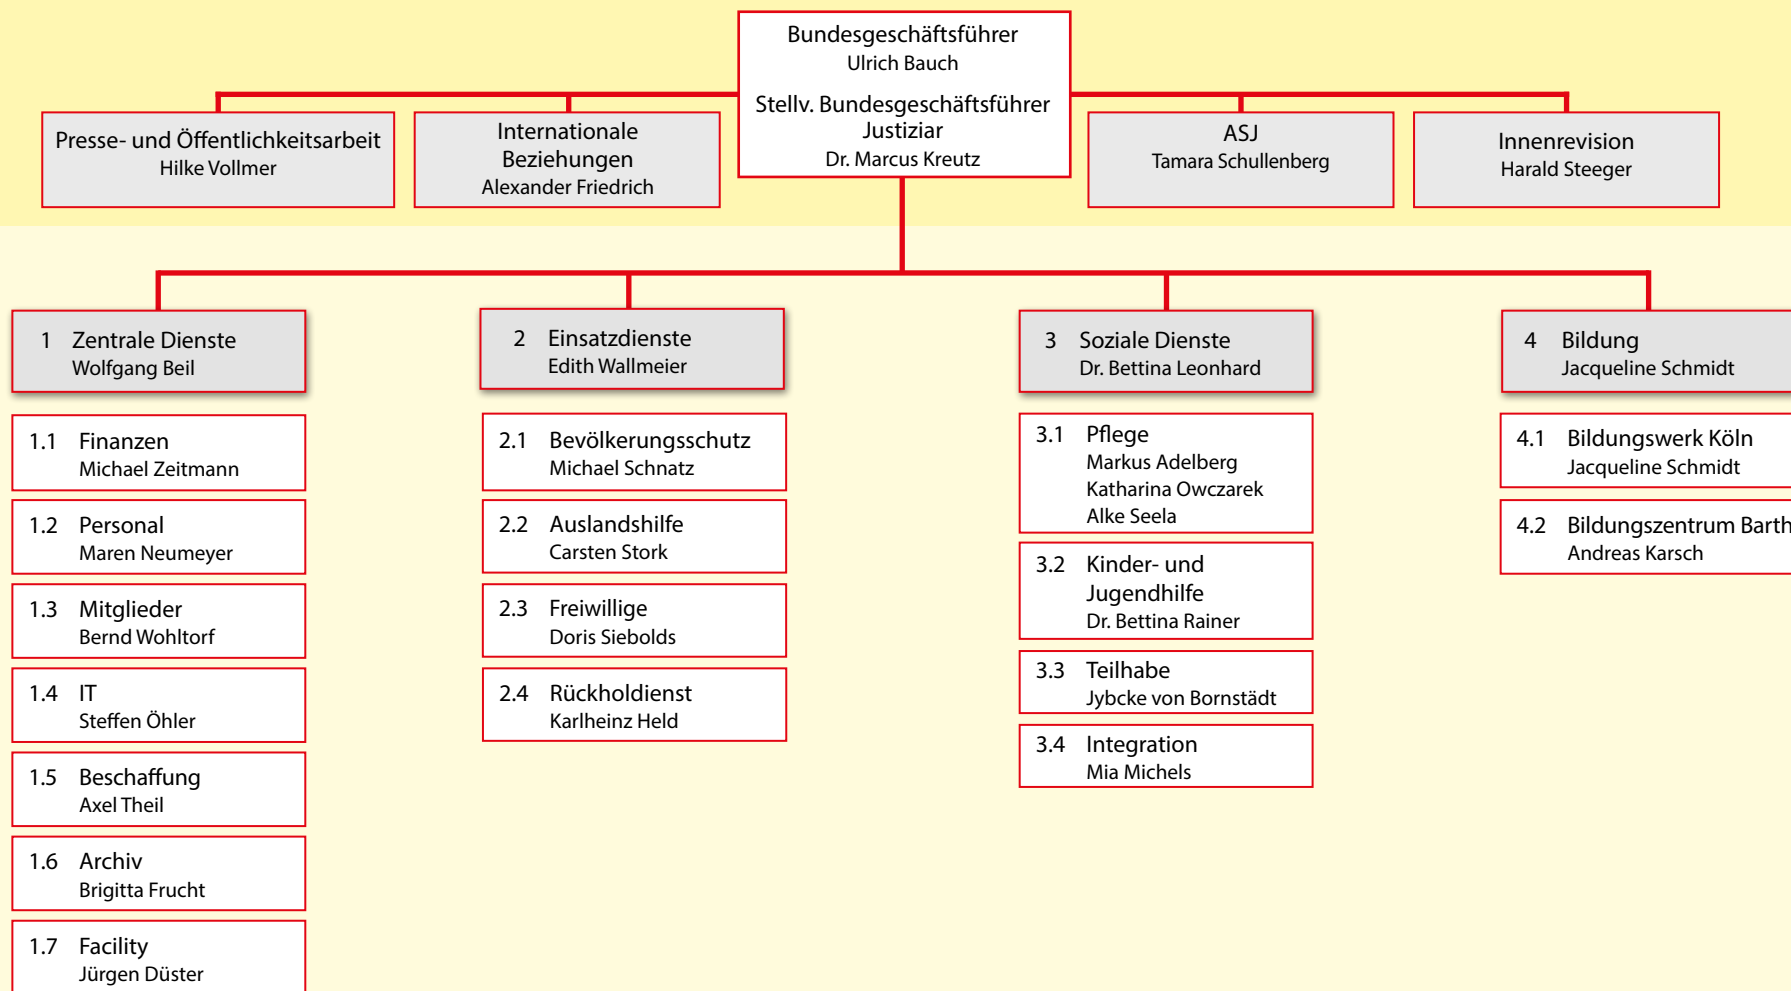 Bundesgeschäftsführer
Ulrich Bauch
Stellv. Bundesgeschäftsführer
Justiziar
Dr. Marcus Kreutz
Presse- und Öffentlichkeitsarbeit
Hilke Vollmer
Internationale
Beziehungen
Alexander Friedrich
ASJ
Tamara Schullenberg
Innenrevision
Harald Steeger
1 Zentrale Dienste
Wolfgang Beil
1.1 Finanzen
Michael Zeitmann
1.2 Personal
Maren Neumeyer
1.3 Mitglieder
Bernd Wohltorf
1.4 IT
Steffen Öhler
1.5 Beschaffung
Axel Theil
1.6 Archiv
Brigitta Frucht
1.7 Facility
Jürgen Düster
2 Einsatzdienste
Edith Wallmeier
2.1 Bevölkerungsschutz
Michael Schnatz
2.2 Auslandshilfe
Carsten Stork
2.3 Freiwillige
Doris Siebolds
2.4 Rückholdienst
Karlheinz Held
3 Soziale Dienste
Dr. Bettina Leonhard
3.1 Pflege
Markus Adelberg
Katharina Owczarek
Alke Seela
3.2 Kinder- und
Jugendhilfe
Dr. Bettina Rainer
3.3 Teilhabe
Jybcke von Bornstädt
3.4 Integration
Mia Michels
4 Bildung
Jacqueline Schmidt
4.1 Bildungswerk Köln
Jacqueline Schmidt
4.2 Bildungszentrum Barth
Andreas Karsch